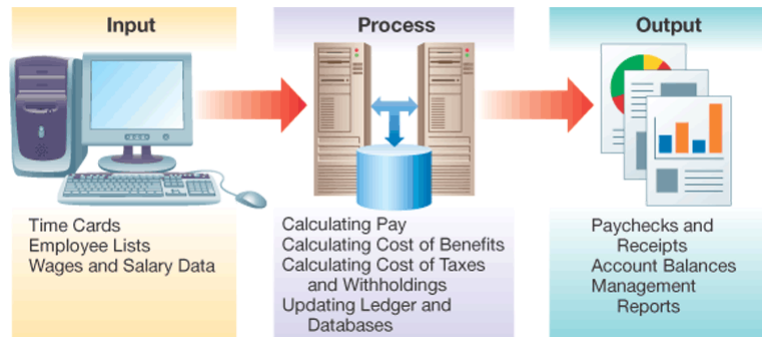 Input
Time Cards
Employee Lists
Wages and Salary Data
Process
Calculating Pay
Calculating Cost of Benefits
Calculating Cost of Taxes
and Withholdings
Updating Ledger and
Databases
Output
Paychecks and
Receipts
Account Balances
Management
Reports